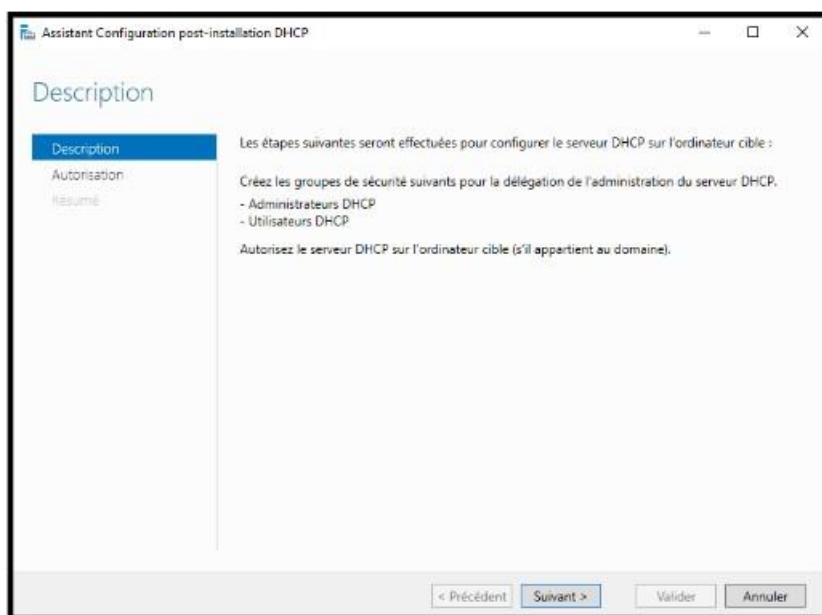 Assistant Configuration post-installation DHCP
Description
Description
Autorisation
Résumé
Les étapes suivantes seront effectuées pour configurer le serveur DHCP sur l'ordinateur cible :
Créez les groupes de sécurité suivants pour la délégation de l'administration du serveur DHCP.
- Administrateurs DHCP
- Utilisateurs DHCP
Autorisez le serveur DHCP sur l'ordinateur cible (s'il appartient au domaine).
< Précédent Suivant > Valider Annuler